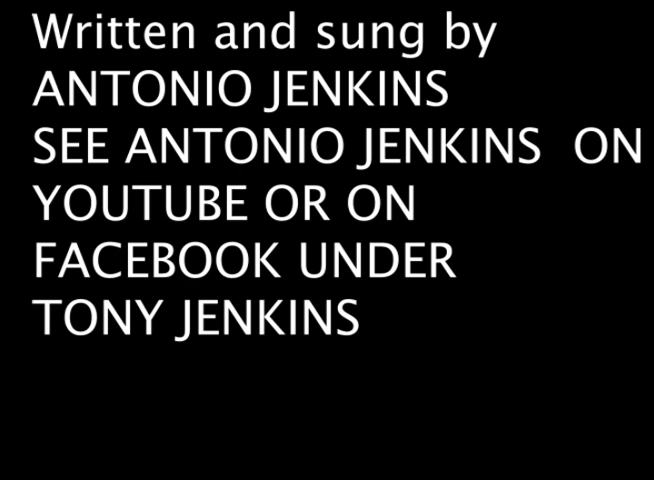 Written and sung by
ANTONIO JENKINS
SEE ANTONIO JENKINS  ON
YOUTUBE OR ON
FACEBOOK UNDER
TONY JENKINS